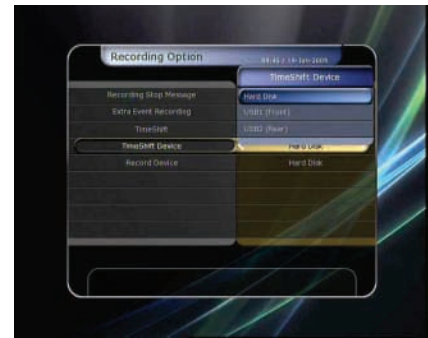 Recording Option
TimeShift Device
Recording Stop Message
Hard Disk
Extra Event Recording
USB1 (Front)
TimeShift
USB2 (Rear)
TimeShift Device
Hard Disk
Record Device
Hard Disk